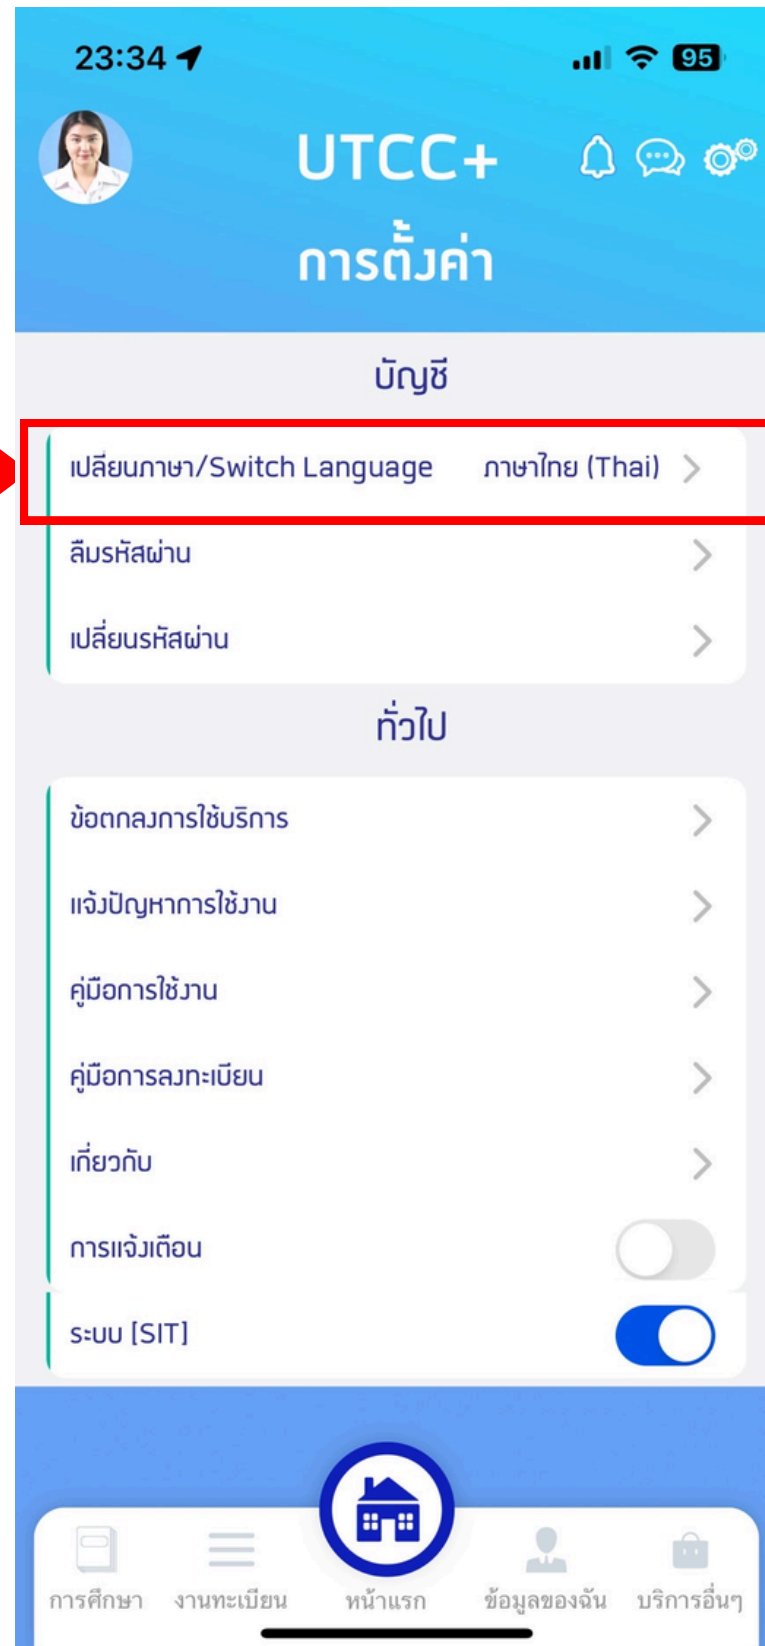 23:34
95
UTCC+
การตั้งค่า
บัญชี
เปลี่ยนภาษา/Switch Language ภาษาไทย (Thai)
ลืมรหัสผ่าน
เปลี่ยนรหัสผ่าน
ทั่วไป
ข้อตกลงการใช้บริการ
แจ้งปัญหาการใช้งาน
คู่มือการใช้งาน
คู่มือการลงทะเบียน
เกี่ยวกับ
การแจ้งเตือน
ระบบ [SIT]
การศึกษา งานทะเบียน หน้าแรก ข้อมูลของฉัน บริการอื่นๆ